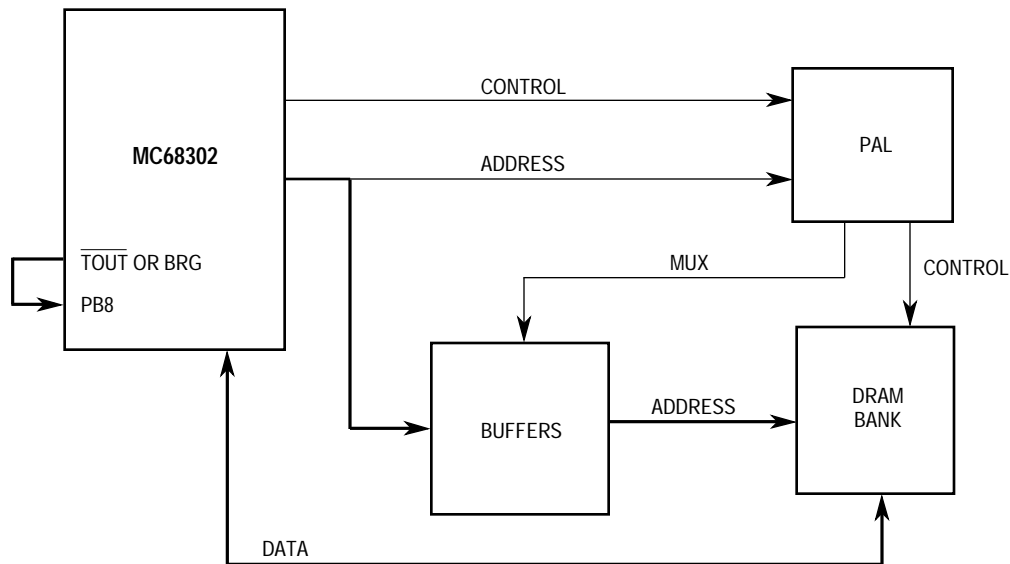 CONTROL
MC68302
PAL
ADDRESS
TOUT OR BRG
MUX
CONTROL
PB8
DRAM
BANK
ADDRESS
BUFFERS
DATA